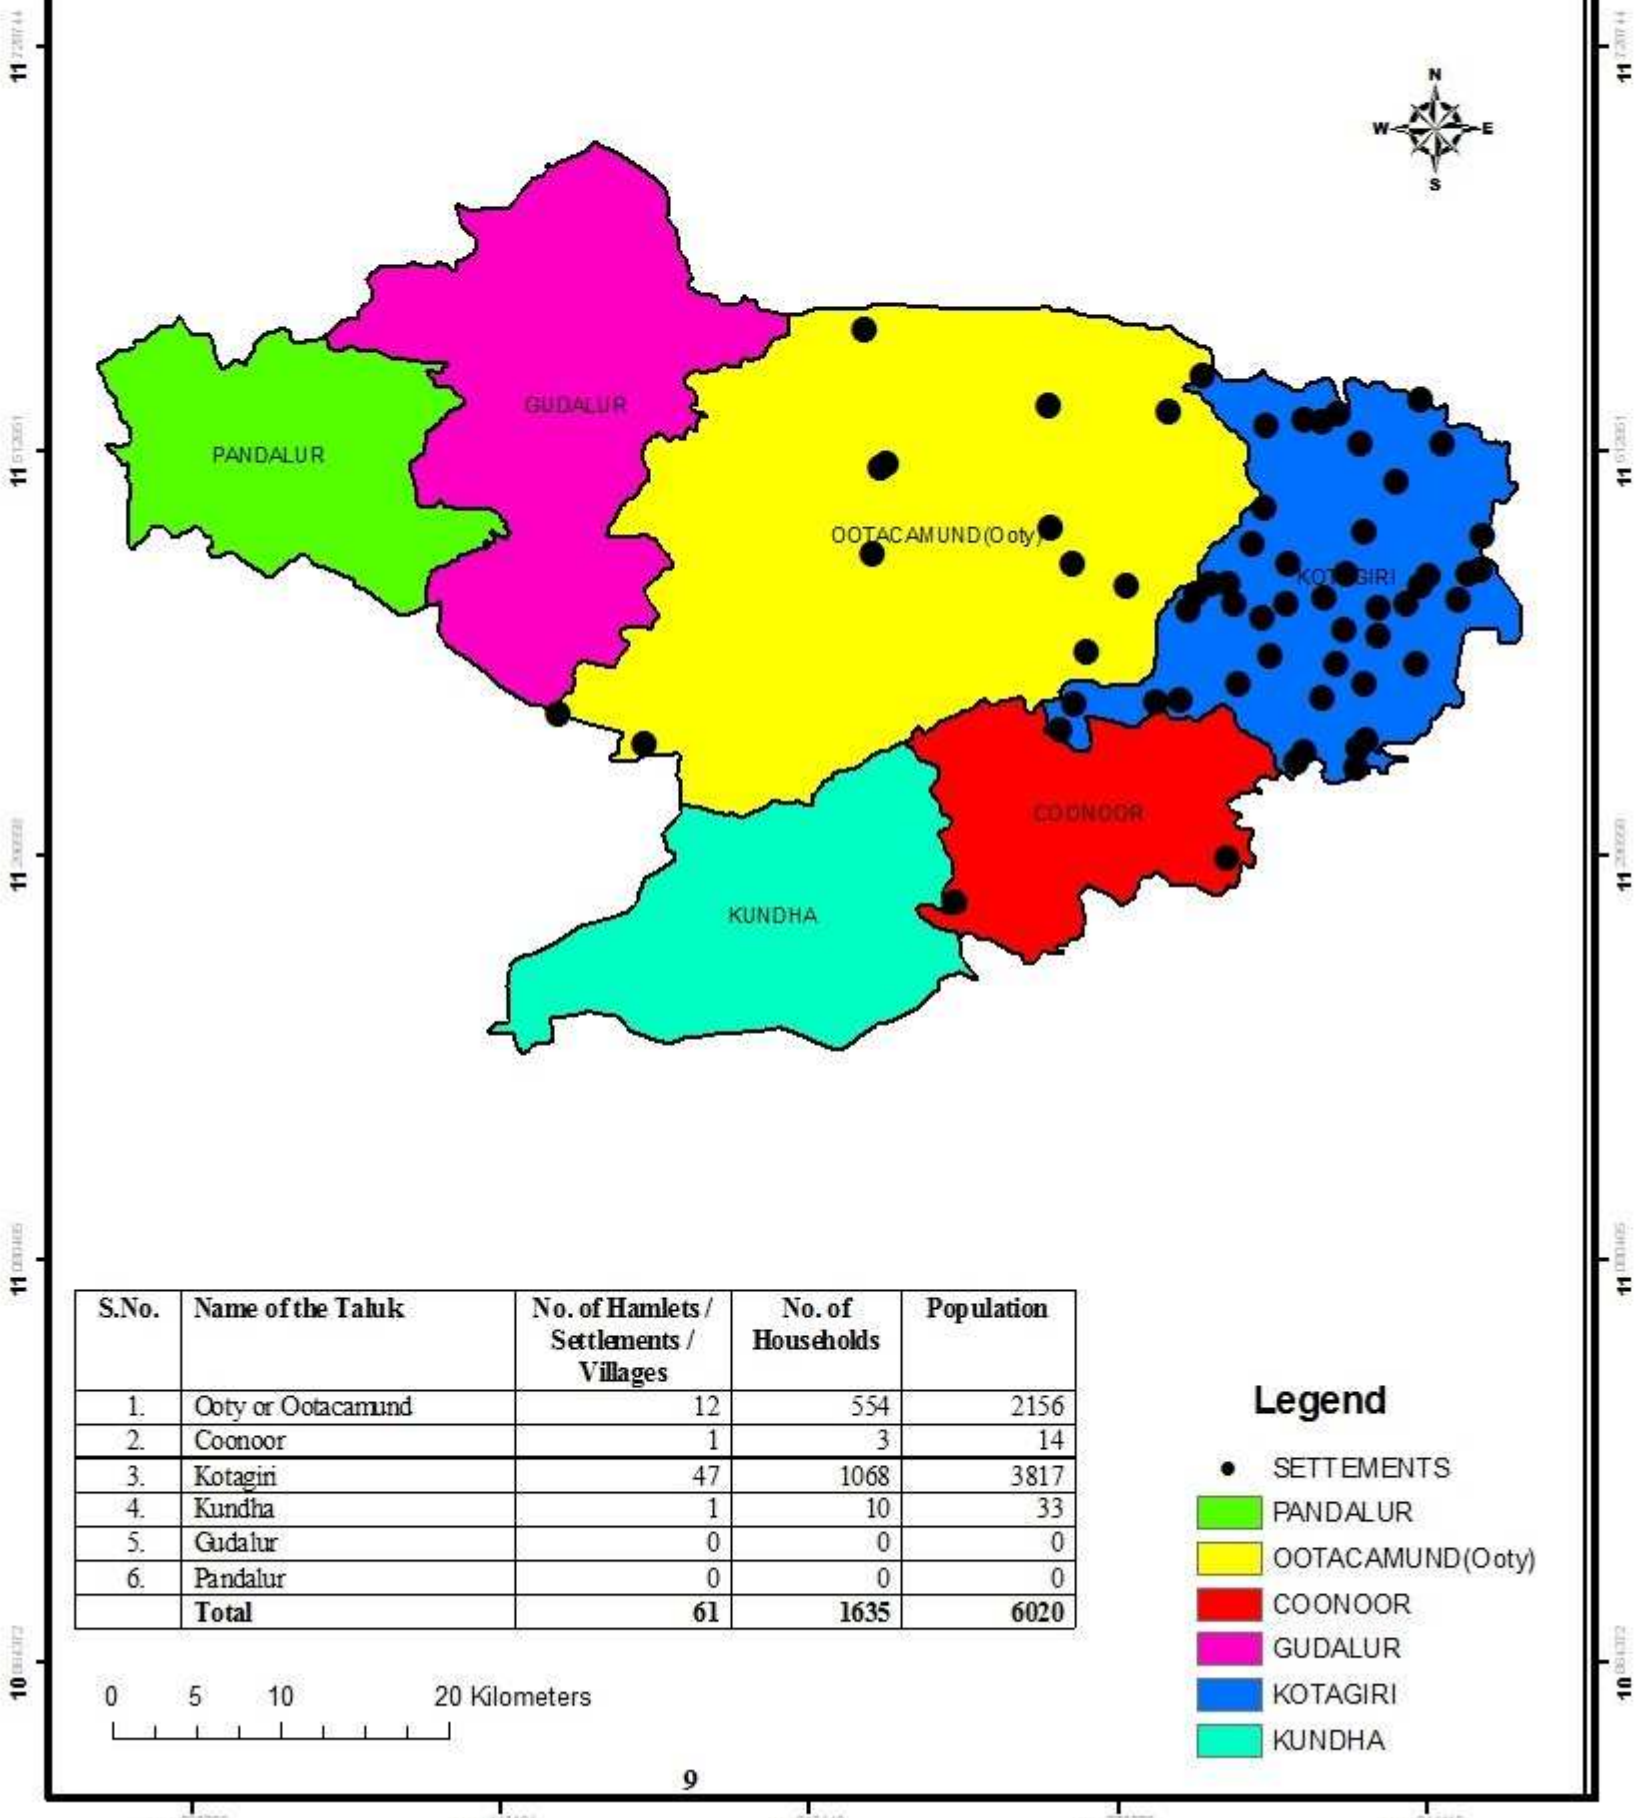 N
W E
S
GUDALUR
PANDALUR
OOTACAMUND(Ooty)
KOTAGIRI
COONOOR
KUNDHA
S.No. Name of the Taluk No. of Hamlets / Settlements / Villages No. of Households Population
1. Ooty or Ootacamund 12 554 2156
2. Coonoor 1 3 14
3. Kotagiri 47 1068 3817
4. Kundha 1 10 33
5. Gudalur 0 0 0
6. Pandalur 0 0 0
Total 61 1635 6020
Legend
SETTEMENTS
PANDALUR
OOTACAMUND(Ooty)
COONOOR
GUDALUR
KOTAGIRI
KUNDHA
0 5 10 20 Kilometers
9
11
11
11
11
10
11
11
11
11
10